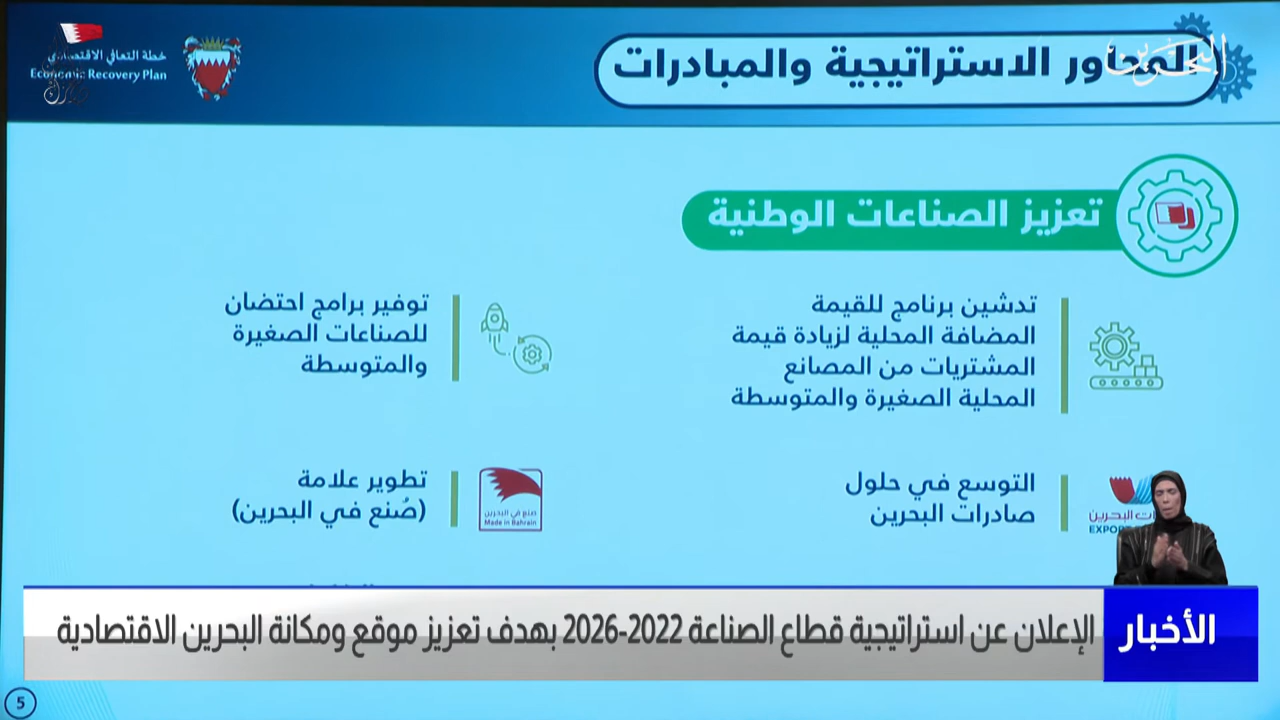 البحرين
المحاور الاستراتيجية والمبادرات
خطة التعافي الاقتصادي
Economic Recovery Plan
تعزيز الصناعات الوطنية
تدشين برنامج للقيمة
المضافة المحلية لزيادة قيمة
المشتريات من المصانع
المحلية الصغيرة والمتوسطة
توفير برامج احتضان
للصناعات الصغيرة
والمتوسطة
التوسع في حلول
صادرات البحرين
البحرين
EXPOR
تطوير علامة
(صُنع في البحرين)
صنع في البحرين
Made in Bahrain
الأخبار
الإعلان عن استراتيجية قطاع الصناعة 2022-2026 بهدف تعزيز موقع ومكانة البحرين الاقتصادية
5